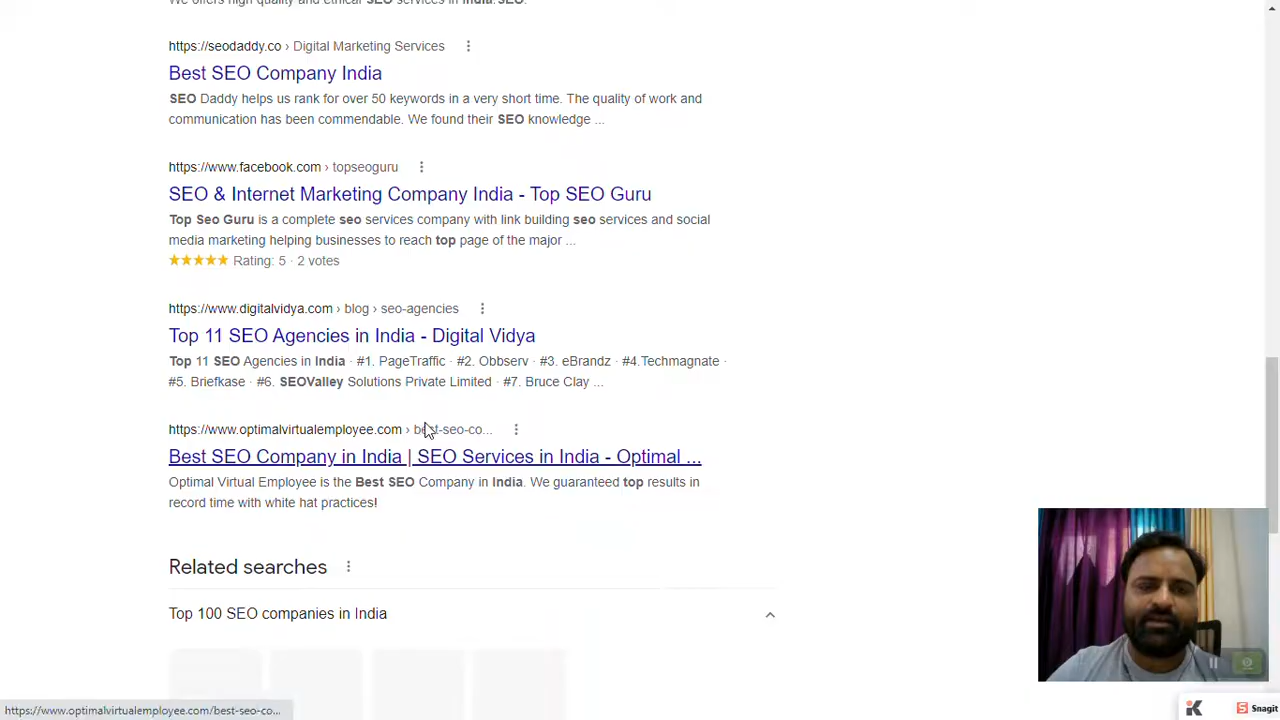 We offers high quality and ethical SEO services in India.SEO.
https://seodaddy.co › Digital Marketing Services
Best SEO Company India
SEO Daddy helps us rank for over 50 keywords in a very short time. The quality of work and
communication has been commendable. We found their SEO knowledge ...
https://www.facebook.com › topseoguru
SEO & Internet Marketing Company India - Top SEO Guru
Top Seo Guru is a complete seo services company with link building seo services and social
media marketing helping businesses to reach top page of the major ...
Rating: 5 · 2 votes
https://www.digitalvidya.com › blog › seo-agencies
Top 11 SEO Agencies in India - Digital Vidya
Top 11 SEO Agencies in India · #1. PageTraffic · #2. Obbserv · #3. eBrandz · #4.Techmagnate ·
#5. Briefkase · #6. SEOValley Solutions Private Limited · #7. Bruce Clay ...
https://www.optimalvirtualemployee.com › best-seo-co...
Best SEO Company in India | SEO Services in India - Optimal ...
Optimal Virtual Employee is the Best SEO Company in India. We guaranteed top results in
record time with white hat practices!
Related searches
Top 100 SEO companies in India
https://www.optimalvirtualemployee.com/best-seo-co...
Snagit